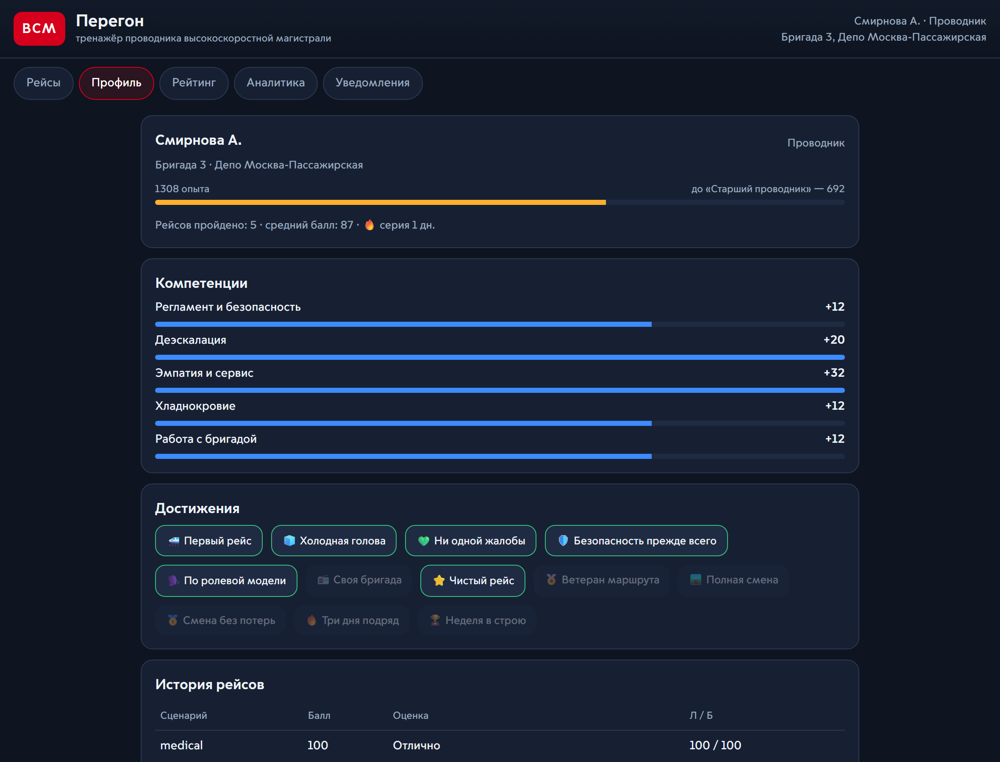 ВСМ
Перегон
тренажёр проводника высокоскоростной магистрали
Смирнова А. · Проводник
Бригада 3, Депо Москва-Пассажирская
Рейсы
Профиль
Рейтинг
Аналитика
Уведомления
Смирнова А.
Проводник
Бригада 3 · Депо Москва-Пассажирская
1308 опыта
до «Старший проводник» — 692
Рейсов пройдено: 5 · средний балл: 87 · 🔥 серия 1 дн.
Компетенции
Регламент и безопасность +12
Деэскалация +20
Эмпатия и сервис +32
Хладнокровие +12
Работа с бригадой +12
Достижения
Первый рейс
Холодная голова
Ни одной жалобы
Безопасность прежде всего
По ролевой модели
Своя бригада
Чистый рейс
Ветеран маршрута
Полная смена
Смена без потерь
Три дня подряд
Неделя в строю
История рейсов
Сценарий Балл Оценка Л / Б
medical 100 Отлично 100 / 100